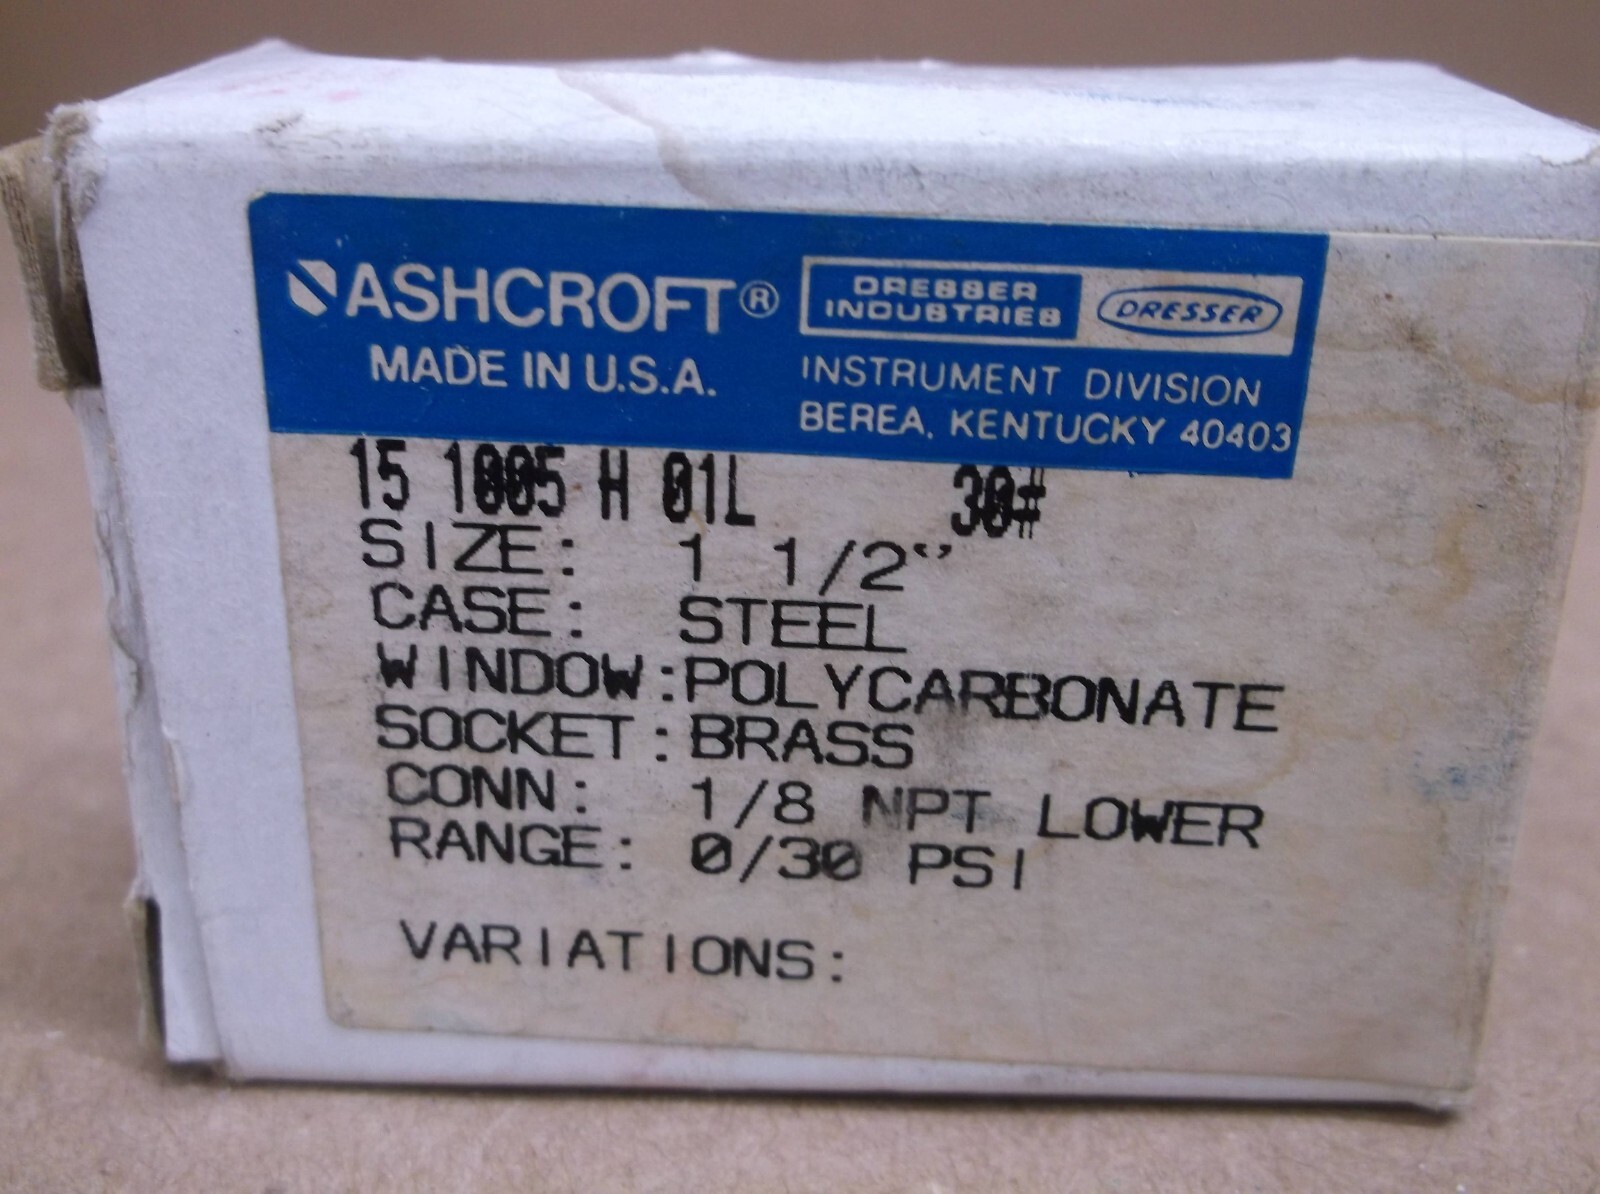 ASHCROFT®
MADE IN U.S.A.
DRESSER
INDUSTRIES
DRESSER
INSTRUMENT DIVISION
BEREA, KENTUCKY 40403
15 1005 H 01L 30#
SIZE: 1 1/2"
CASE: STEEL
WINDOW:POLYCARBONATE
SOCKET:BRASS
CONN: 1/8 NPT LOWER
RANGE: 0/30 PSI
VARIATIONS: